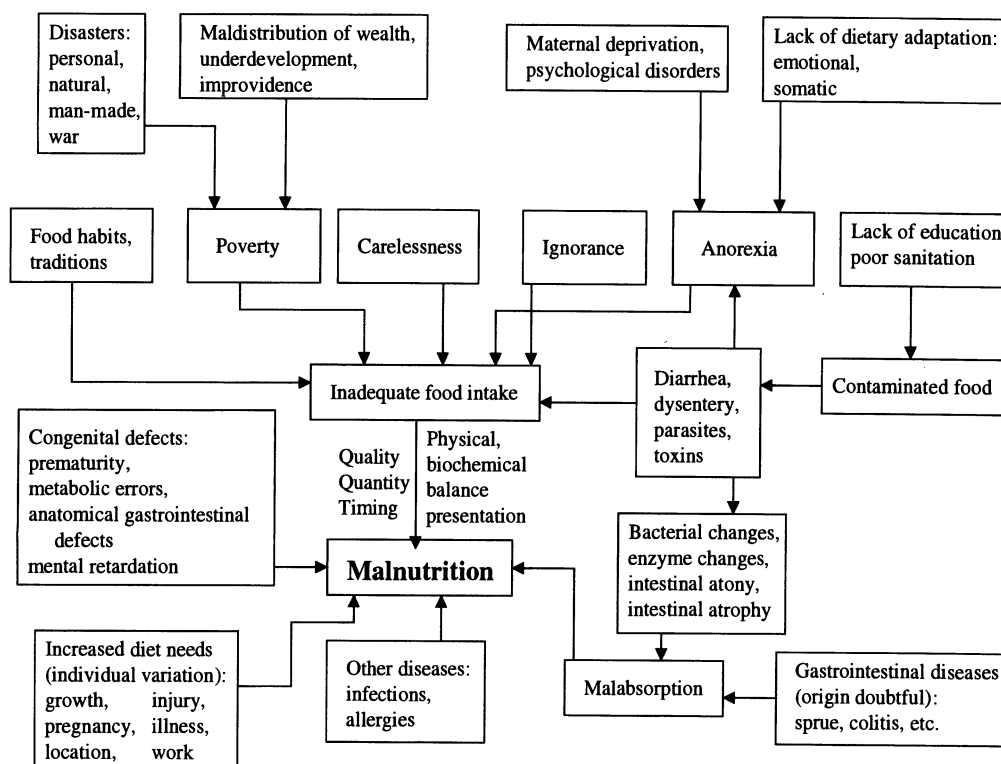 Disasters:
personal,
natural,
man-made,
war
Maldistribution of wealth,
underdevelopment,
improvidence
Maternal deprivation,
psychological disorders
Lack of dietary adaptation:
emotional,
somatic
Food habits,
traditions
Poverty
Carelessness
Ignorance
Anorexia
Lack of education
poor sanitation
Inadequate food intake
Diarrhea,
dysentery,
parasites,
toxins
Contaminated food
Congenital defects:
prematurity,
metabolic errors,
anatomical gastrointestinal
defects
mental retardation
Quality
Quantity
Timing
Physical,
biochemical
balance
presentation
Bacterial changes,
enzyme changes,
intestinal atony,
intestinal atrophy
Malnutrition
Increased diet needs
(individual variation):
growth, injury,
pregnancy, illness,
location, work
Other diseases:
infections,
allergies
Malabsorption
Gastrointestinal diseases
(origin doubtful):
sprue, colitis, etc.